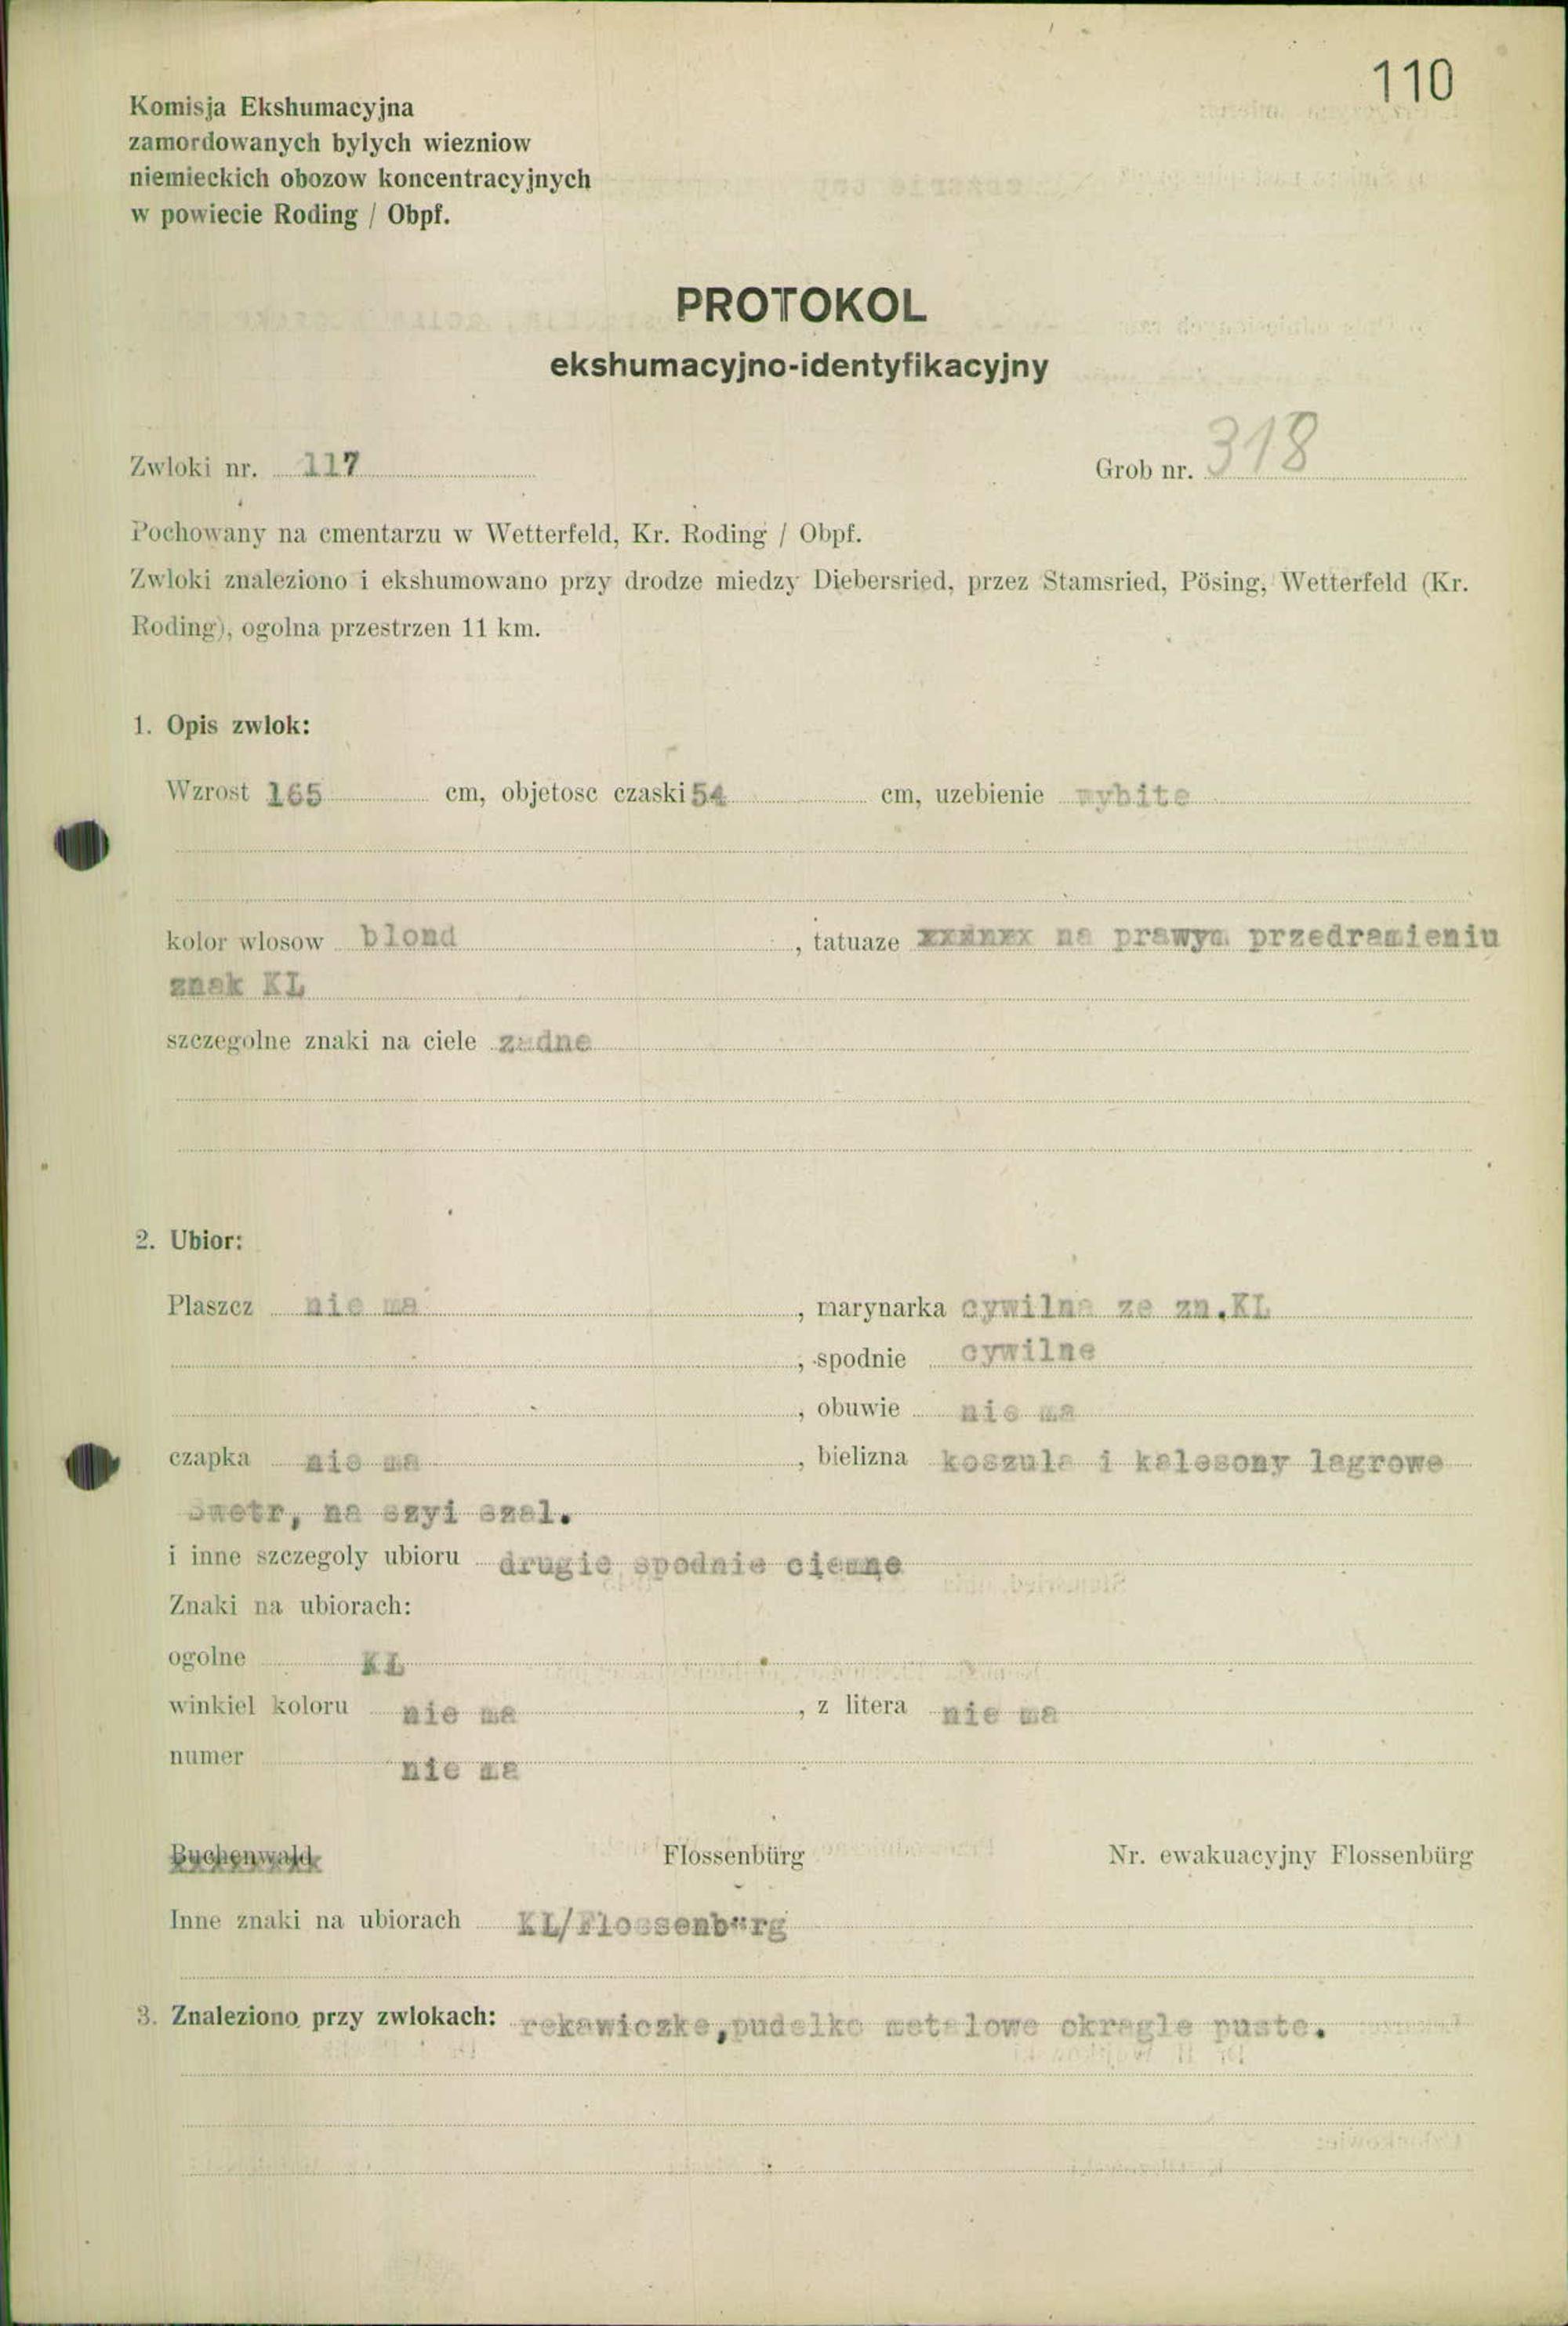 110
Komisja Ekshumacyjna
zamordowanych bylych wiezniow
niemieckich obozow koncentracyjnych
w powiecie Roding / Obpf.
PROTOKOL
ekshumacyjno-identyfikacyjny
Zwloki nr. 117 Grob nr. 318
Pochowany na cmentarzu w Wetterfeld, Kr. Roding / Obpf.
Zwloki znaleziono i ekshumowano przy drodze miedzy Diebersried, przez Stamsried, Pösing, Wetterfeld (Kr.
Roding), ogolna przestrzen 11 km.
1. Opis zwlok:
Wzrost 165 cm, objetosc czaski 54 cm, uzebienie wybite
kolor wlosow blond , tatuaze na prawym przedramieniu
znak KL
szczegolne znaki na ciele zadne
2. Ubior:
Plaszcz nie ma , marynarka cywilna ze zn.KL
, spodnie cywilne
, obuwie nie ma
czapka nie ma , bielizna koszula i kalesony lagrowe
swetr, na szyi szal.
i inne szczegoly ubioru drugie spodnie ciemne
Znaki na ubiorach:
ogolne KL
winkiel koloru nie ma , z litera nie ma
numer nie ma
Buchenwald Flossenbürg Nr. ewakuacyjny Flossenbürg
Inne znaki na ubiorach KL/Flossenb"rg
3. Znaleziono przy zwlokach: rekawiczke,pudelko metalowe okragle puste.